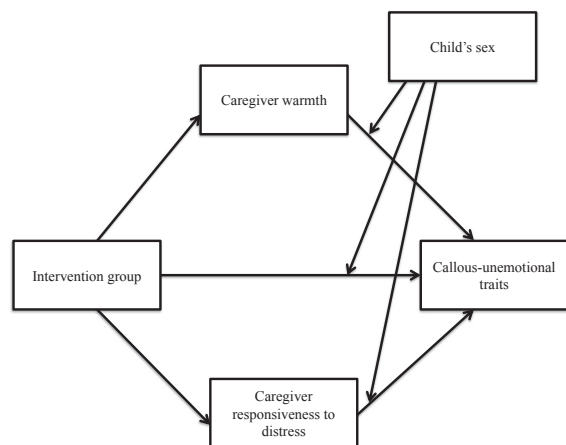 Child's sex
Caregiver warmth
Intervention group
Callous-unemotional
traits
Caregiver
responsiveness to
distress